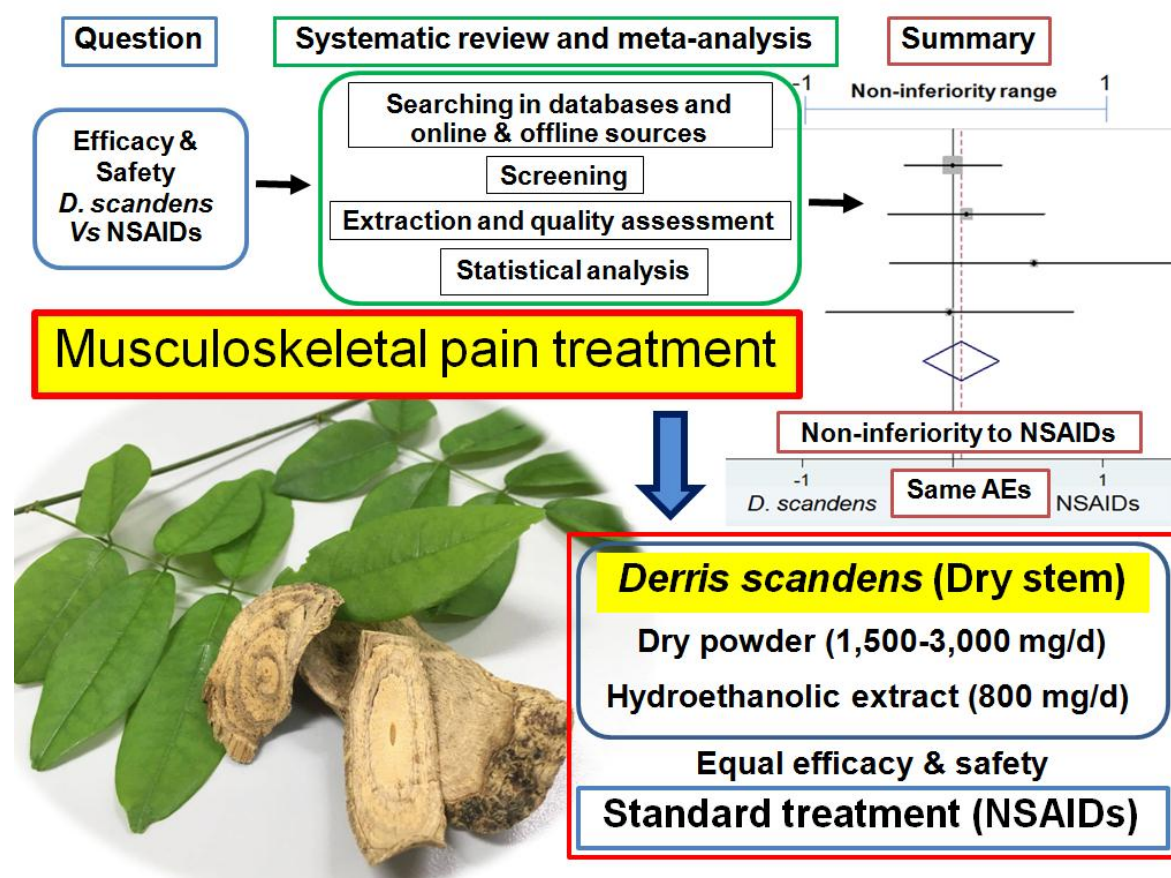 Question
Systematic review and meta-analysis
Summary
Efficacy &
Safety
D. scandens
Vs NSAIDs
Searching in databases and
online & offline sources
Screening
Extraction and quality assessment
Statistical analysis
-1
1
Non-inferiority range
Musculoskeletal pain treatment
Non-inferiority to NSAIDs
-1
1
Same AEs
D. scandens
NSAIDs
Derris scandens (Dry stem)
Dry powder (1,500-3,000 mg/d)
Hydroethanolic extract (800 mg/d)
Equal efficacy & safety
Standard treatment (NSAIDs)